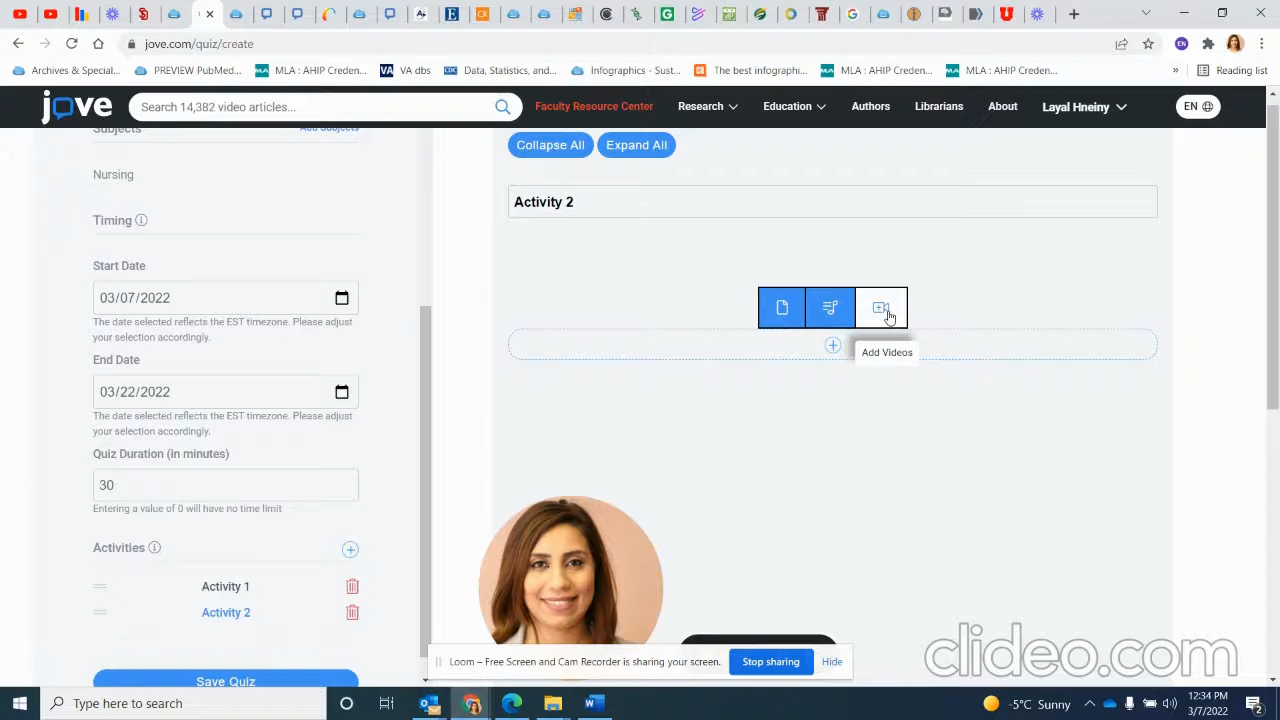 jove.com/quiz/create
EN
Archives & Special...
PREVIEW PubMed...
MLA : AHIP Creden...
VA dbs
Data, Statistics, and...
Infographics - Sust...
The best infographi...
MLA : AHIP Creden...
MLA : AHIP Creden...
»
Reading list
jove
Search 14,382 video articles...
Faculty Resource Center
Research
Education
Authors
Librarians
About
Layal Hneiny
EN
Subjects
Add Subjects
Nursing
Timing
Start Date
03/07/2022
The date selected reflects the EST timezone. Please adjust
your selection accordingly.
End Date
03/22/2022
The date selected reflects the EST timezone. Please adjust
your selection accordingly.
Quiz Duration (in minutes)
30
Entering a value of 0 will have no time limit
Activities
Activity 1
Activity 2
Save Quiz
Collapse All
Expand All
Activity 2
Add Videos
Loom – Free Screen and Cam Recorder is sharing your screen.
Stop sharing
Hide
clideo.com
Type here to search
-5°C Sunny
12:34 PM
3/7/2022
2